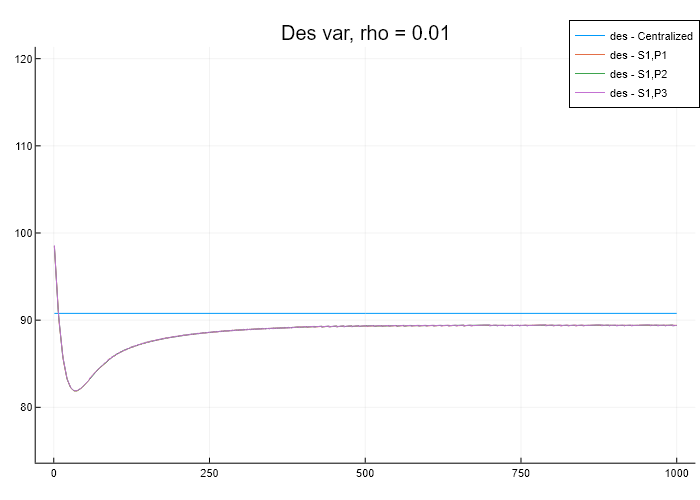 Des var, rho = 0.01
des - Centralized
des - S1,P1
des - S1,P2
des - S1,P3
120
110
100
90
80
0 250 500 750 1000